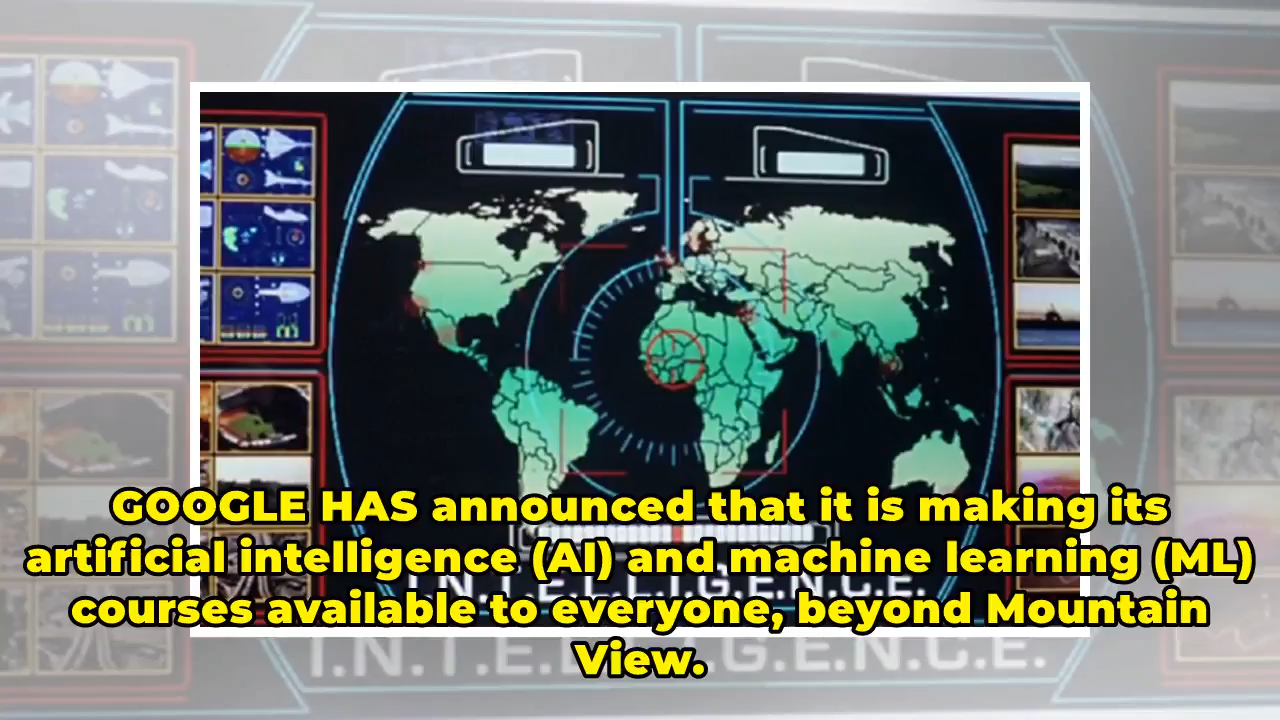 GOOGLE HAS announced that it is making its
artificial intelligence (AI) and machine learning (ML)
courses available to everyone, beyond Mountain
View.
I.N.T.E.L.L.I.G.E.N.C.E.